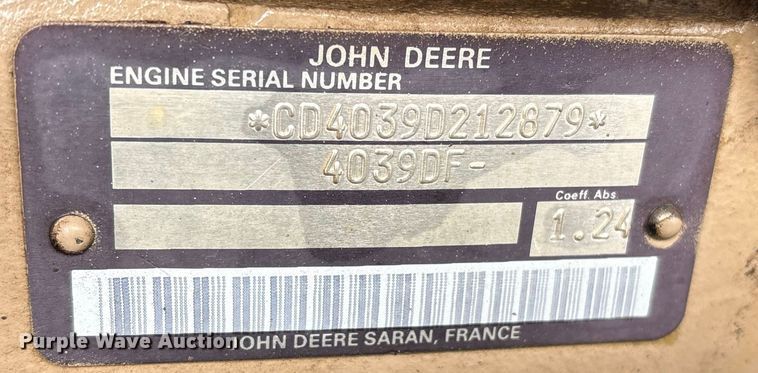 JOHN DEERE
ENGINE SERIAL NUMBER
*CD4039D212879*
4039DF-
Coeff. Abs
1.24
JOHN DEERE SARAN, FRANCE
Purple Wave Auction